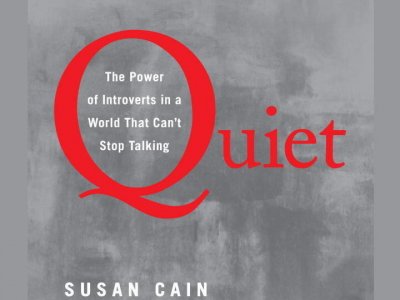 The Power
of Introverts in a
World That Can't
Stop Talking
Quiet
SUSAN CAIN